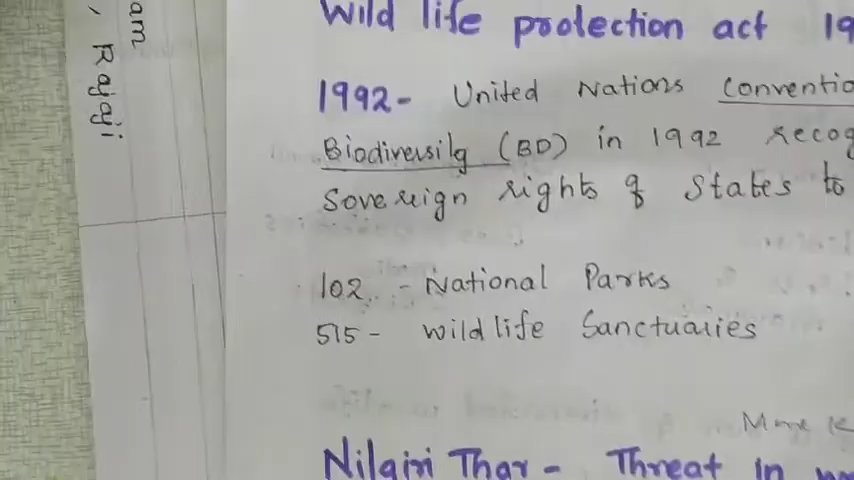 am
, Rajaji
Wild life protection act 19
1992- United Nations Conventio
Biodiversity (BD) in 1992 recog
Sovereign rights of States to
102 - National Parks
515- Wildlife Sanctuaries
Nilgiri Thar - Threat in